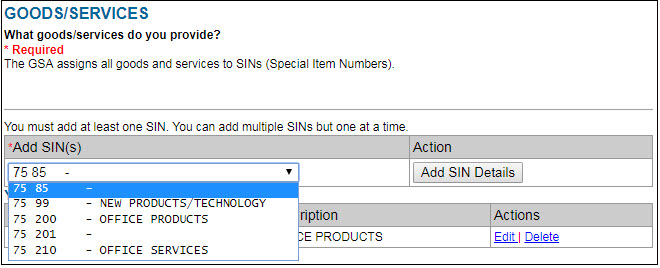 GOODS/SERVICES
What goods/services do you provide?
* Required
The GSA assigns all goods and services to SINs (Special Item Numbers).
You must add at least one SIN. You can add multiple SINs but one at a time.
*Add SIN(s) Action
75 85 - Add SIN Details
75 85 -
75 99 - NEW PRODUCTS/TECHNOLOGY
75 200 - OFFICE PRODUCTS
75 201 -
75 210 - OFFICE SERVICES
ription Actions
CE PRODUCTS Edit | Delete